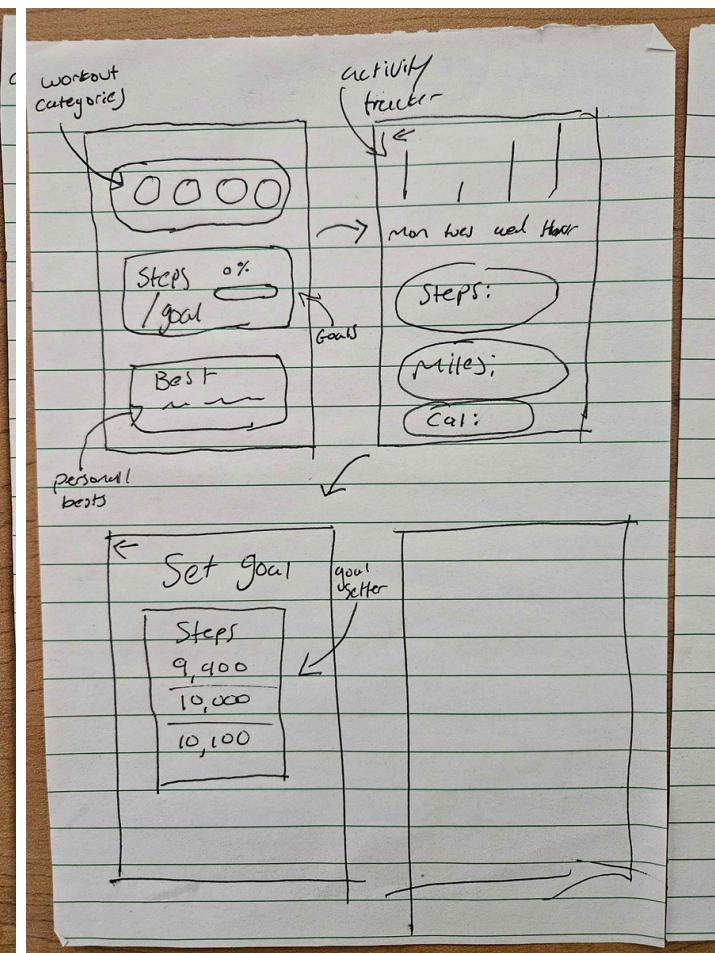 workout
categories
activity
tracker
Steps 0%
/goal
Goals
Best
personal
bests
Mon tues wed thur
Steps:
Miles:
Cal:
Set goal
goal
setter
Steps
9,900
10,000
10,100